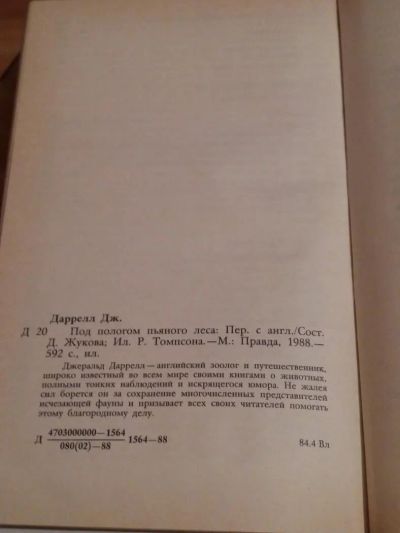 Даррелл Дж.
Д 20 Под пологом пьяного леса: Пер. с англ./Сост.
Д. Жукова; Ил. Р. Томпсона.—М.: Правда, 1988.—
592 с., ил.
Джеральд Даррелл—английский зоолог и путешественник,
широко известный во всем мире своими книгами о животных,
полными тонких наблюдений и искрящегося юмора. Не жалея
сил борется он за сохранение многочисленных представителей
исчезающей фауны и призывает всех своих читателей помогать
этому благородному делу.
4703000000—1564
Д 1564—88
080(02)—88
84.4 Вл